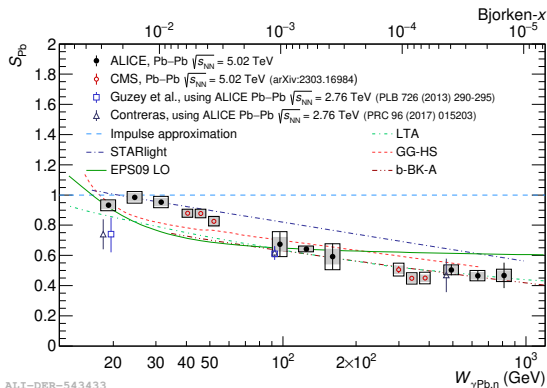 Bjorken-x
10⁻² 10⁻³ 10⁻⁴ 10⁻⁵
S_Pb
2
1.8
1.6
1.4
1.2
1
0.8
0.6
0.4
0.2
0
ALICE, Pb−Pb √s_NN = 5.02 TeV
CMS, Pb−Pb √s_NN = 5.02 TeV (arXiv:2303.16984)
Guzey et al., using ALICE Pb−Pb √s_NN = 2.76 TeV (PLB 726 (2013) 290-295)
Contreras, using ALICE Pb−Pb √s_NN = 2.76 TeV (PRC 96 (2017) 015203)
Impulse approximation LTA
STARlight GG-HS
EPS09 LO b-BK-A
20 30 40 50 10² 2×10² 10³
W_γPb,n (GeV)
ALI-DER-543433